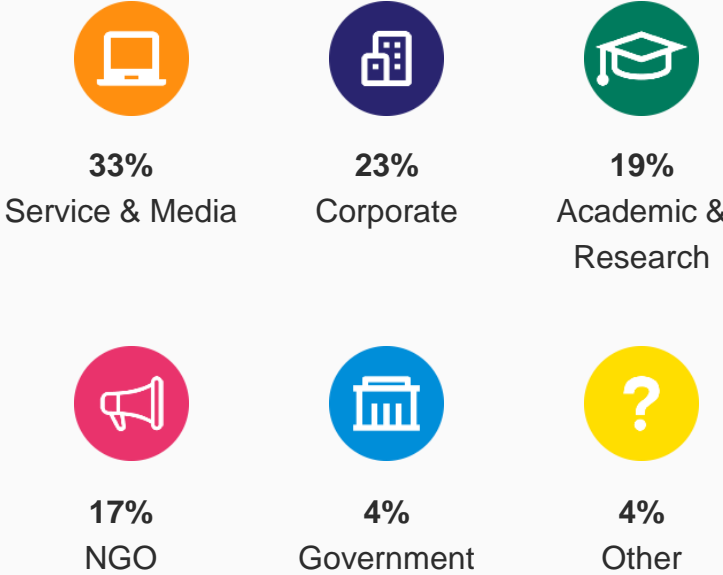 33%
Service & Media
23%
Corporate
19%
Academic &
Research
17%
NGO
4%
Government
4%
Other